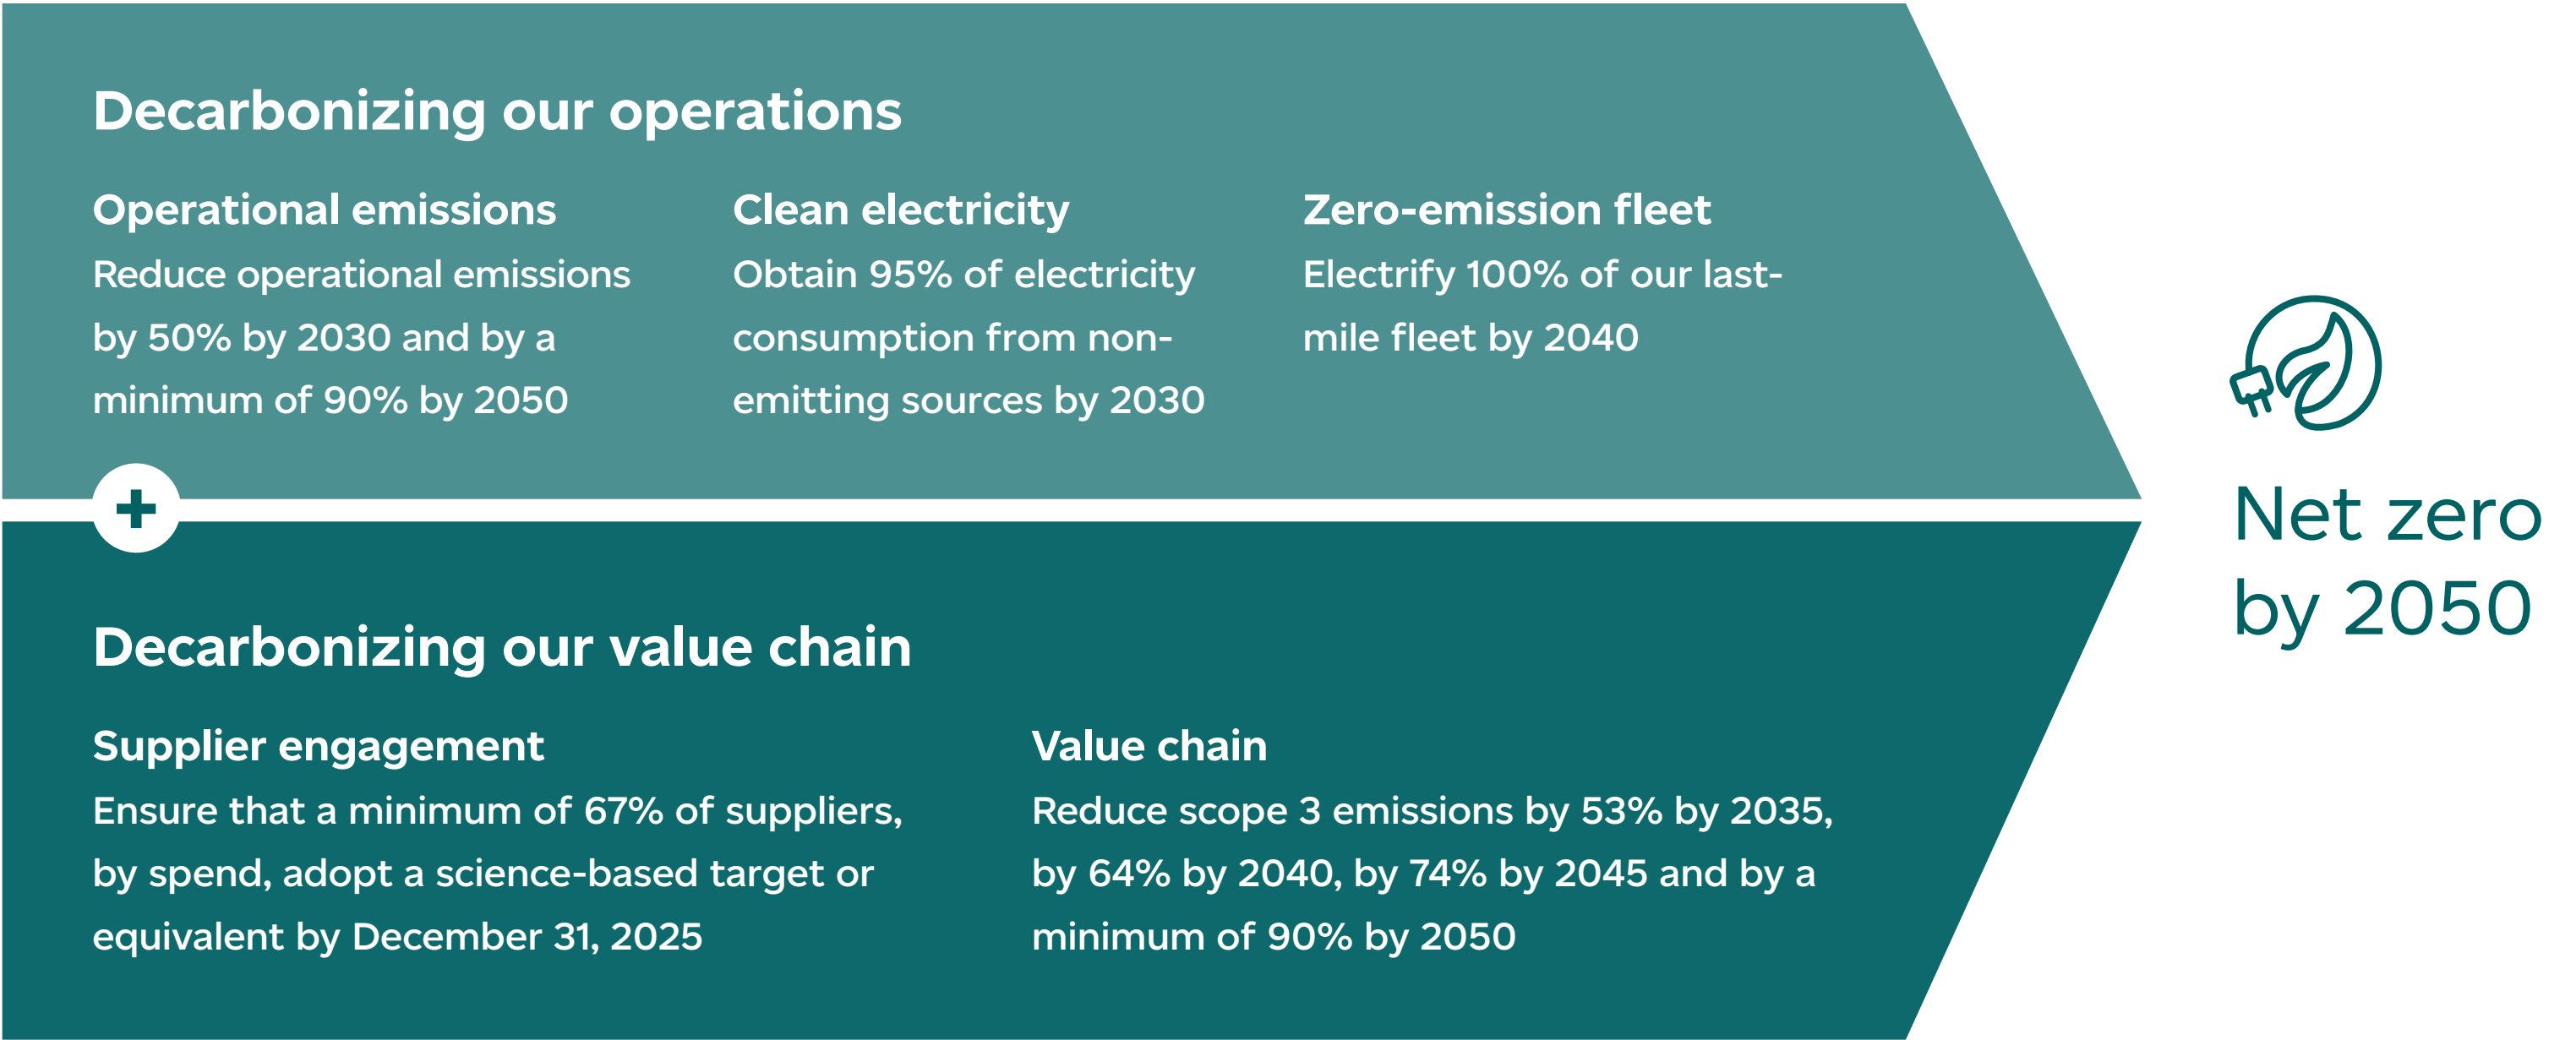 Decarbonizing our operations
Operational emissions
Reduce operational emissions
by 50% by 2030 and by a
minimum of 90% by 2050
Clean electricity
Obtain 95% of electricity
consumption from non-
emitting sources by 2030
Zero-emission fleet
Electrify 100% of our last-
mile fleet by 2040
+
Decarbonizing our value chain
Supplier engagement
Ensure that a minimum of 67% of suppliers,
by spend, adopt a science-based target or
equivalent by December 31, 2025
Value chain
Reduce scope 3 emissions by 53% by 2035,
by 64% by 2040, by 74% by 2045 and by a
minimum of 90% by 2050
Net zero
by 2050